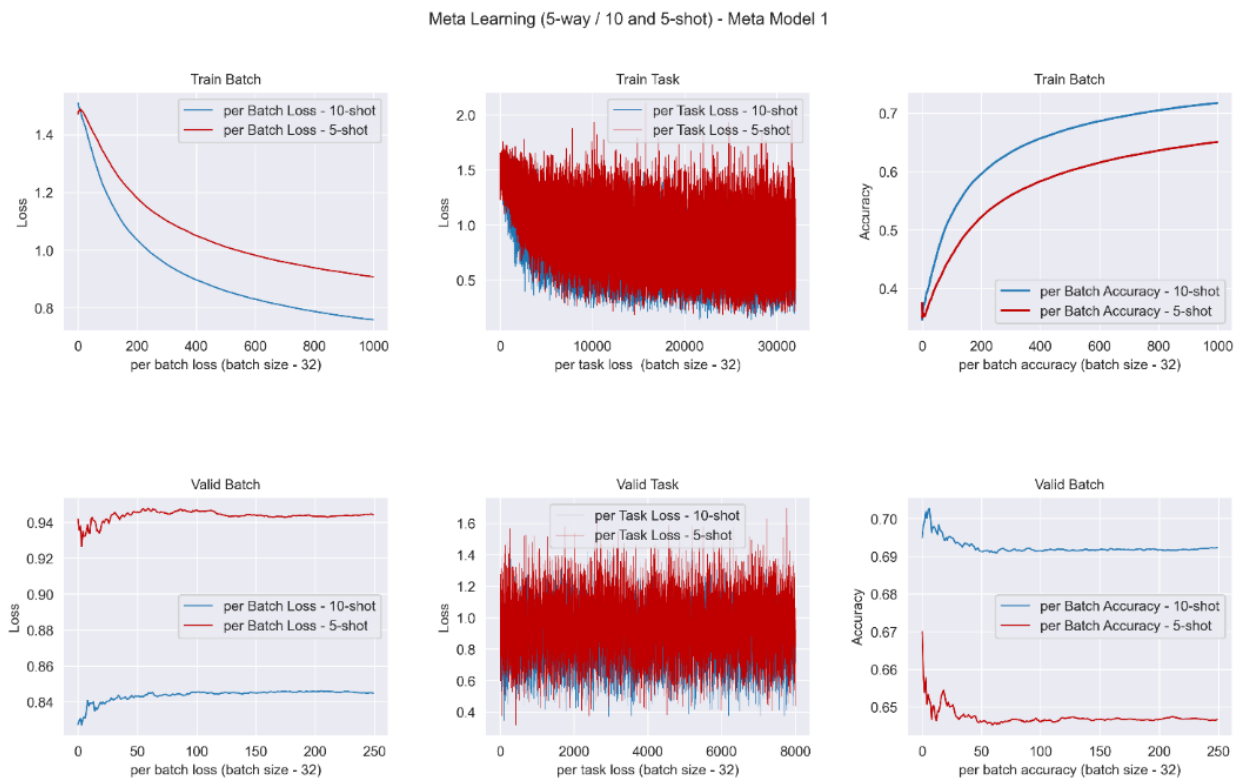 Meta Learning (5-way / 10 and 5-shot) - Meta Model 1
Train Batch
per Batch Loss - 10-shot
per Batch Loss - 5-shot
Loss
1.4
1.2
1.0
0.8
0 200 400 600 800 1000
per batch loss (batch size - 32)
Train Task
per Task Loss - 10-shot
per Task Loss - 5-shot
Loss
2.0
1.5
1.0
0.5
0 10000 20000 30000
per task loss (batch size - 32)
Train Batch
per Batch Accuracy - 10-shot
per Batch Accuracy - 5-shot
Accuracy
0.7
0.6
0.5
0.4
0 200 400 600 800 1000
per batch accuracy (batch size - 32)
Valid Batch
per Batch Loss - 10-shot
per Batch Loss - 5-shot
Loss
0.94
0.92
0.90
0.88
0.86
0.84
0 50 100 150 200 250
per batch loss (batch size - 32)
Valid Task
per Task Loss - 10-shot
per Task Loss - 5-shot
Loss
1.6
1.4
1.2
1.0
0.8
0.6
0.4
0 2000 4000 6000 8000
per task loss (batch size - 32)
Valid Batch
per Batch Accuracy - 10-shot
per Batch Accuracy - 5-shot
Accuracy
0.70
0.69
0.68
0.67
0.66
0.65
0 50 100 150 200 250
per batch accuracy (batch size - 32)